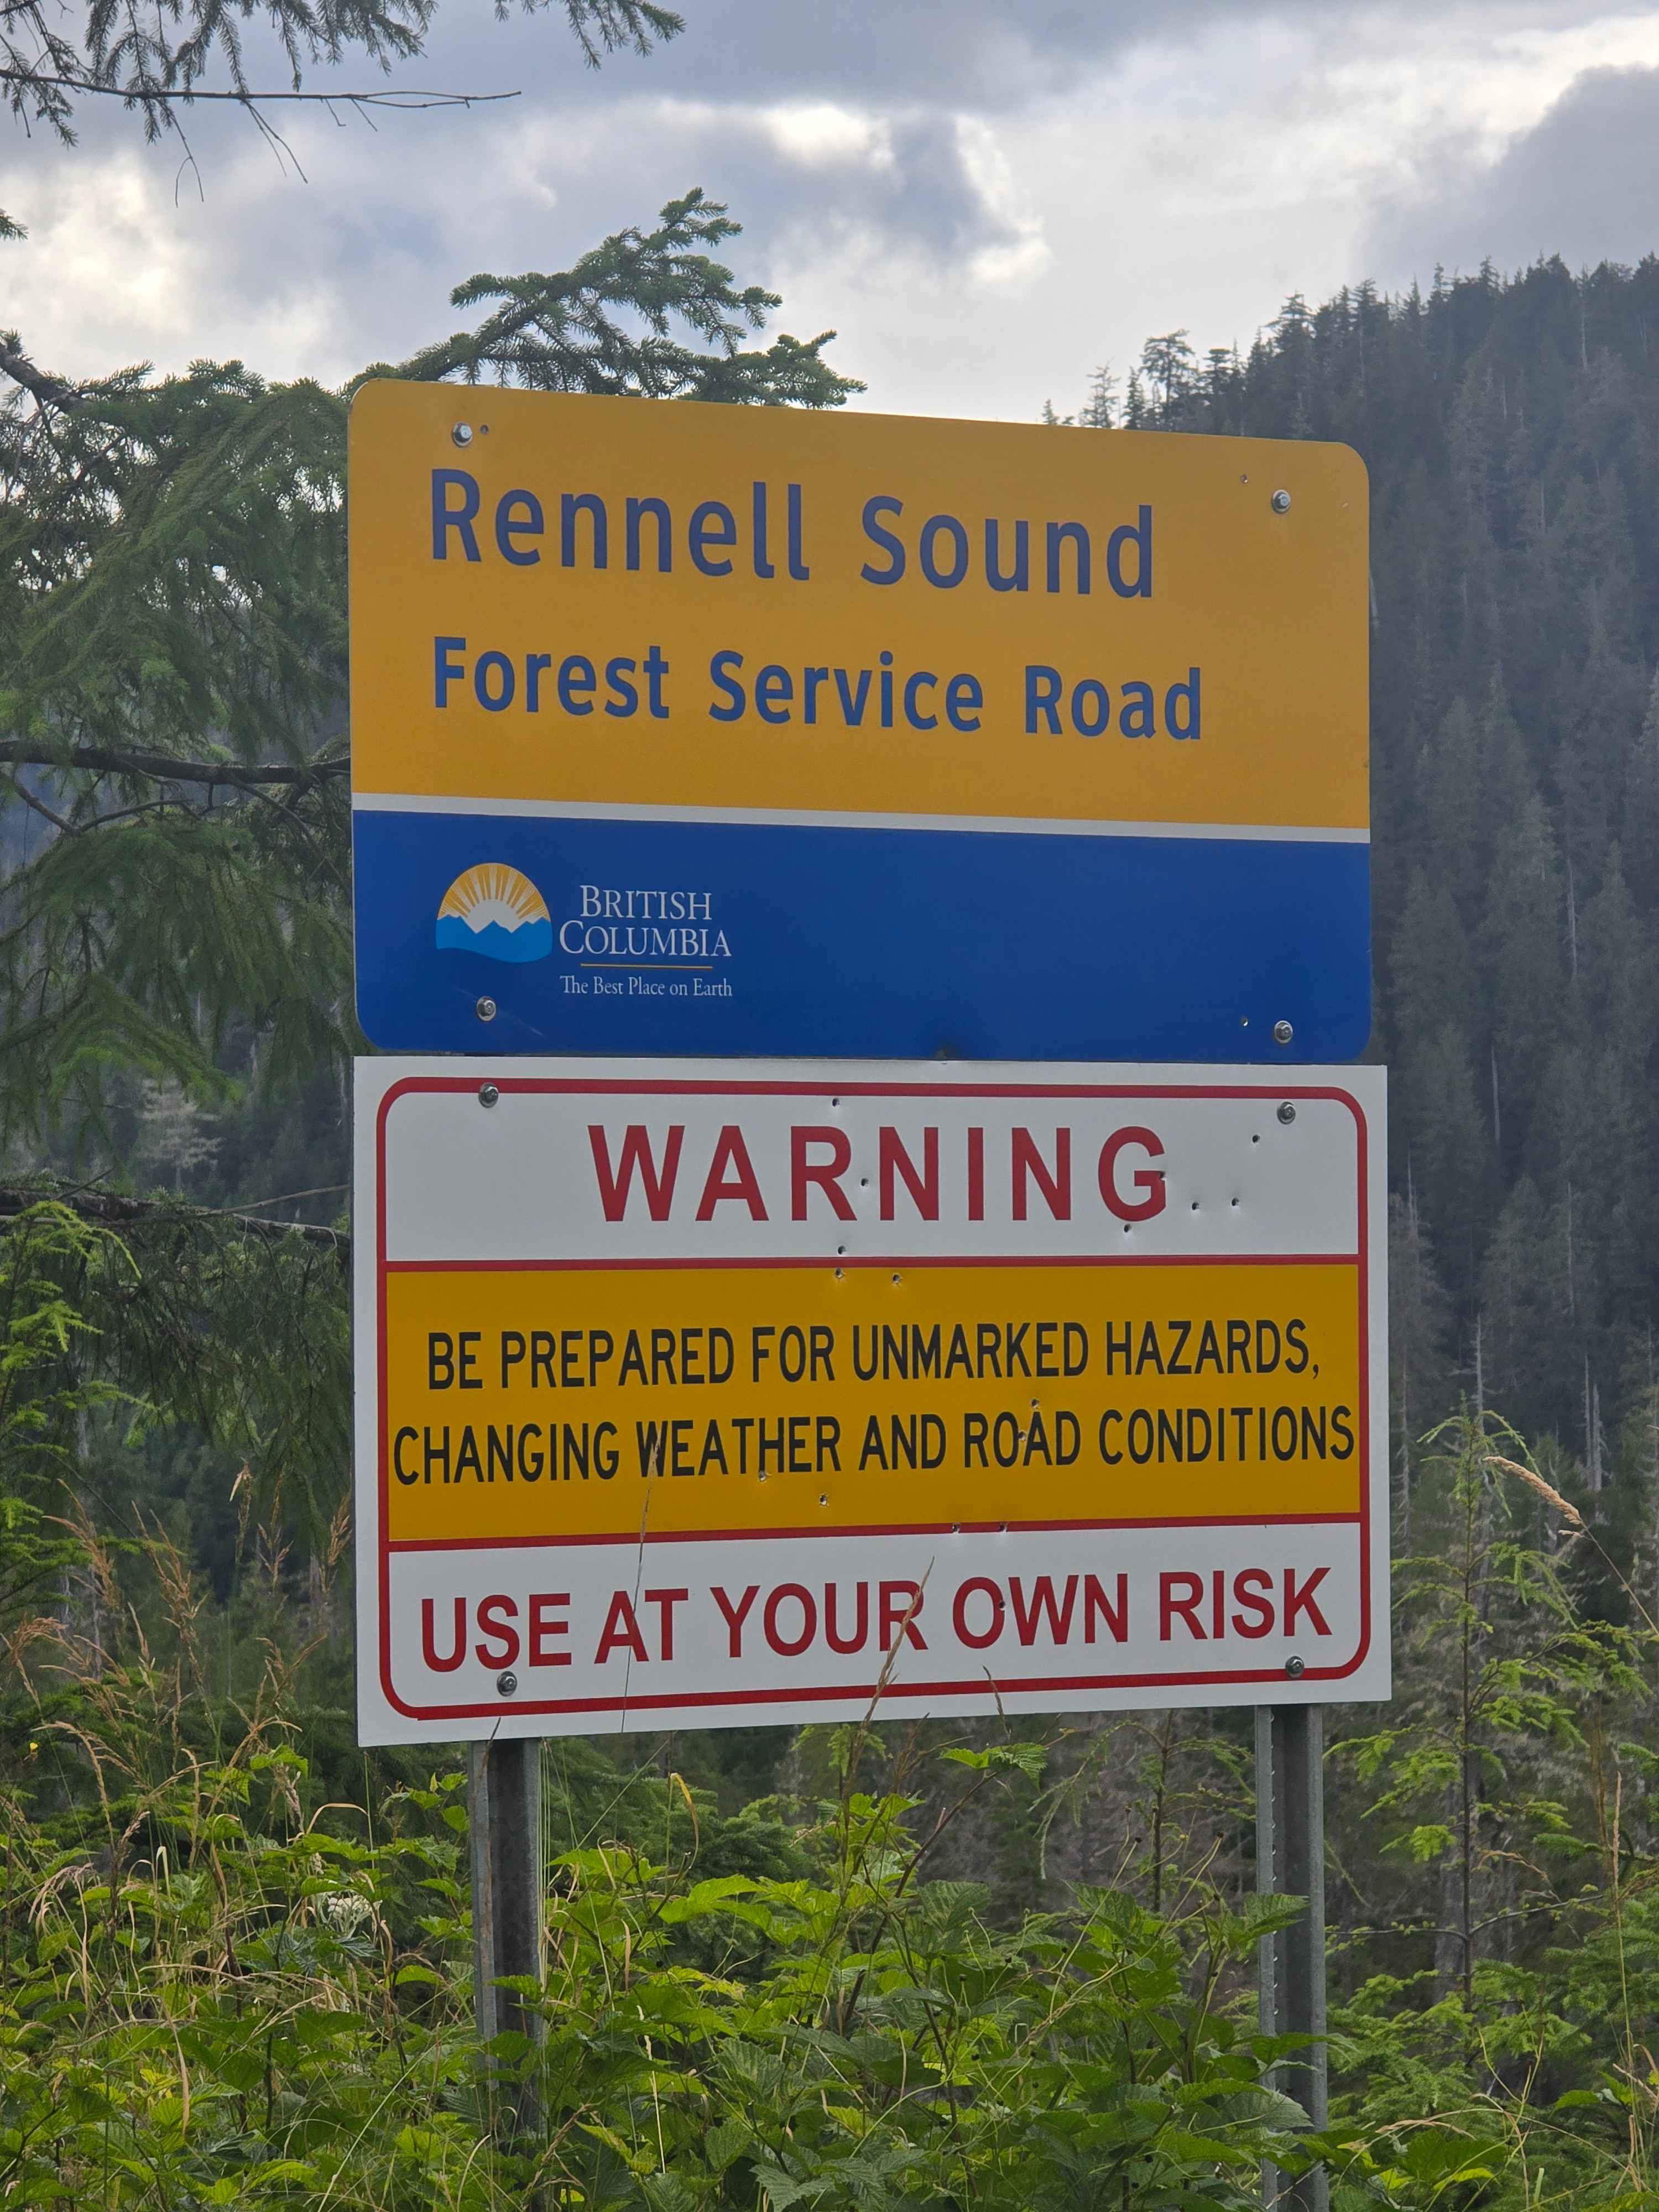 Rennell Sound
Forest Service Road
BRITISH
COLUMBIA
The Best Place on Earth
WARNING
BE PREPARED FOR UNMARKED HAZARDS,
CHANGING WEATHER AND ROAD CONDITIONS
USE AT YOUR OWN RISK